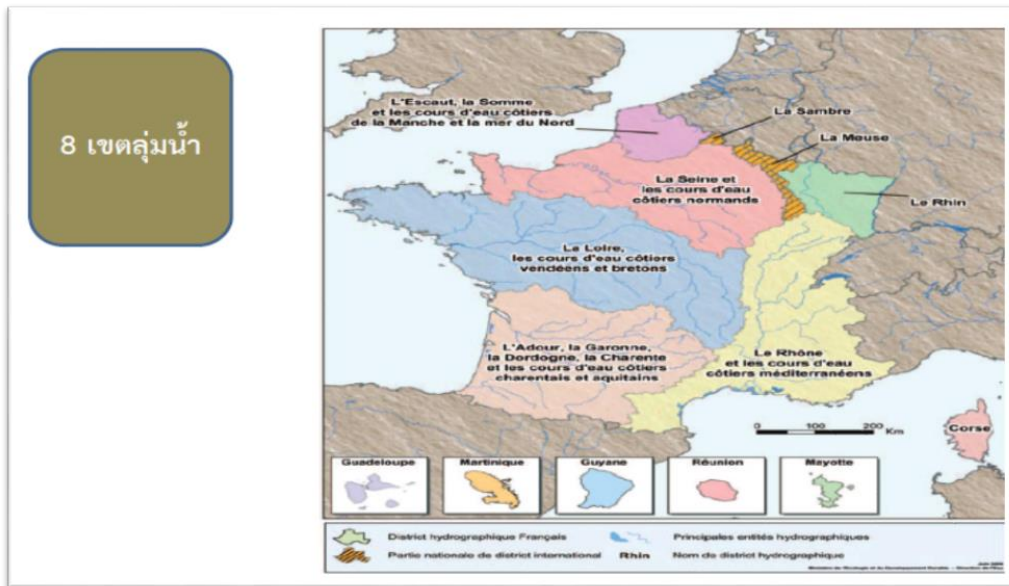 8 เขตลุ่มน้ำ
L'Escaut, la Somme
et les cours d'eau côtiers
de la Manche et la mer du Nord
La Sambre
La Meuse
La Seine et
les cours d'eau
côtiers normands
Le Rhin
La Loire,
les cours d'eau côtiers
vendéens et bretons
L'Adour, la Garonne,
la Dordogne, la Charente
et les cours d'eau côtiers
charentais et aquitains
Le Rhône
et les cours d'eau
côtiers méditerranéens
0 100 200
Km
Corse
Guadeloupe
Martinique
Guyane
Réunion
Mayotte
District hydrographique Français
Principales entités hydrographiques
Partie nationale de district international
Rhin
Nom de district hydrographique